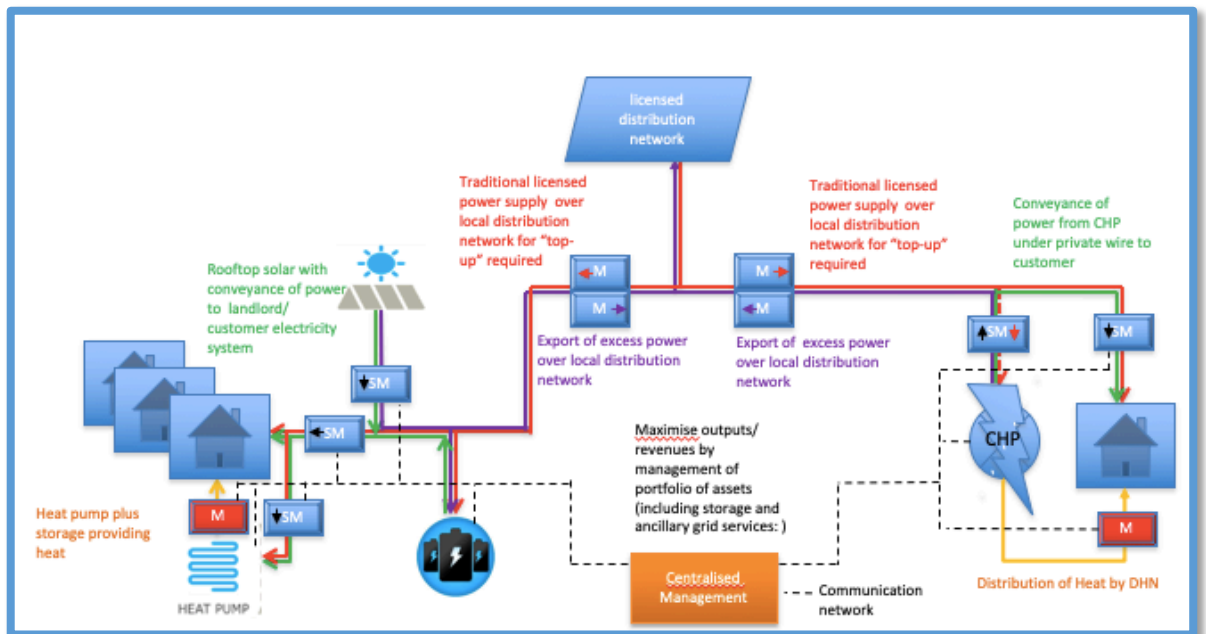 licensed
distribution
network
Traditional licensed
power supply over
local distribution
network for “top-
up” required
Traditional licensed
power supply over
local distribution
network for “top-up”
required
Conveyance of
power from CHP
under private wire to
customer
Rooftop solar with
conveyance of power
to landlord/
customer electricity
system
M
M
M
M
Export of excess power
over local distribution
network
Export of excess power
over local distribution
network
SM
SM
SM
SM
SM
Maximise outputs/
revenues by
management of
portfolio of assets
(including storage and
ancillary grid services: )
CHP
Heat pump plus
storage providing
heat
M
M
HEAT PUMP
Centralised
Management
Communication
network
Distribution of Heat by DHN